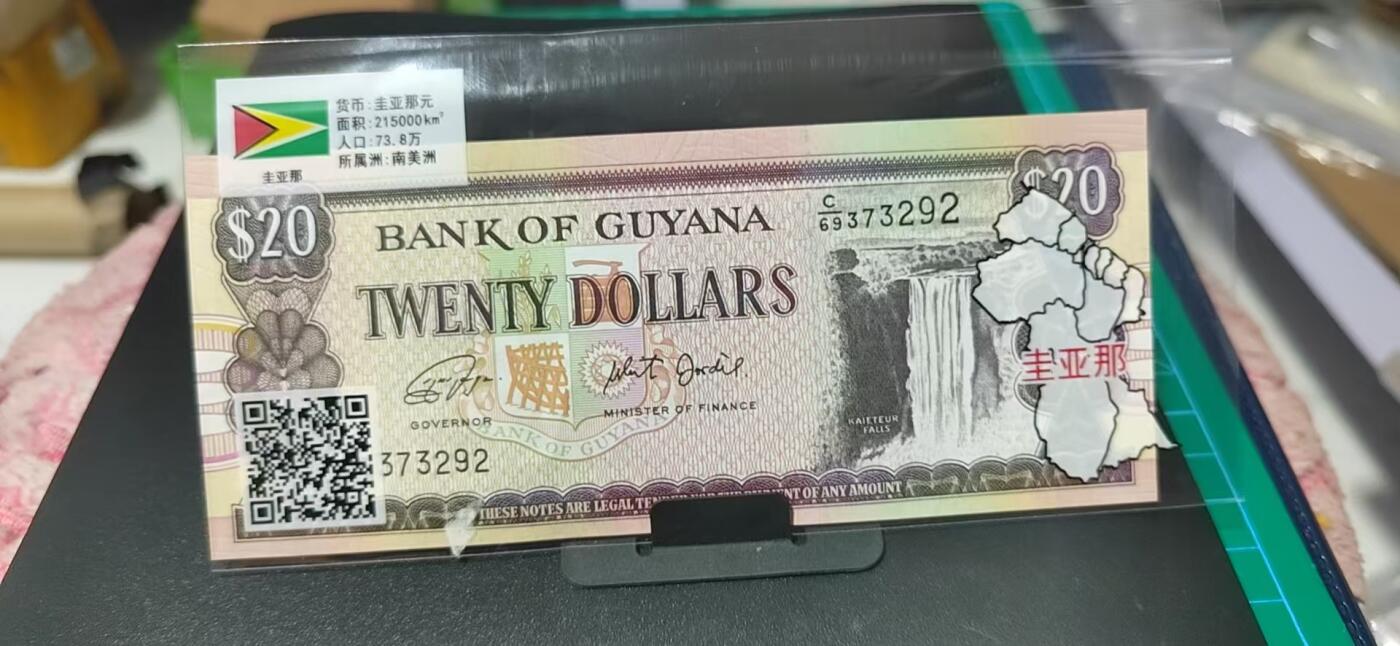 货币:圭亚那元
面积:215000km²
人口:73.8万
所属洲:南美洲
圭亚那
$20
$20
BANK OF GUYANA
C/69 373292
TWENTY DOLLARS
圭亚那
GOVERNOR
MINISTER OF FINANCE
KAIETEUR
FALLS
BANK OF GUYANA
373292
THESE NOTES ARE LEGAL OF ANY AMOUNT